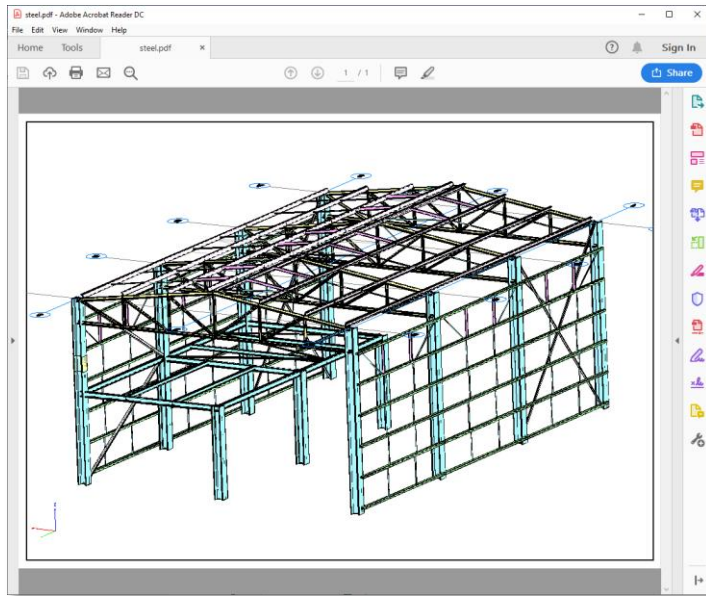 steel.pdf - Adobe Acrobat Reader DC
File Edit View Window Help
Home Tools steel.pdf × Sign In
1 / 1 Share